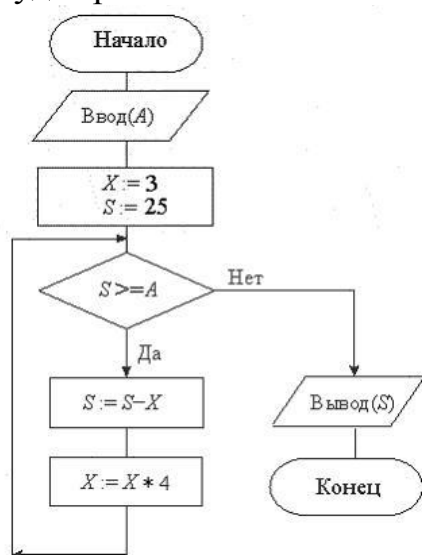 Начало
Ввод(A)
X := 3
S := 25
S >= A
Нет
Да
S := S − X
X := X * 4
Вывод(S)
Конец